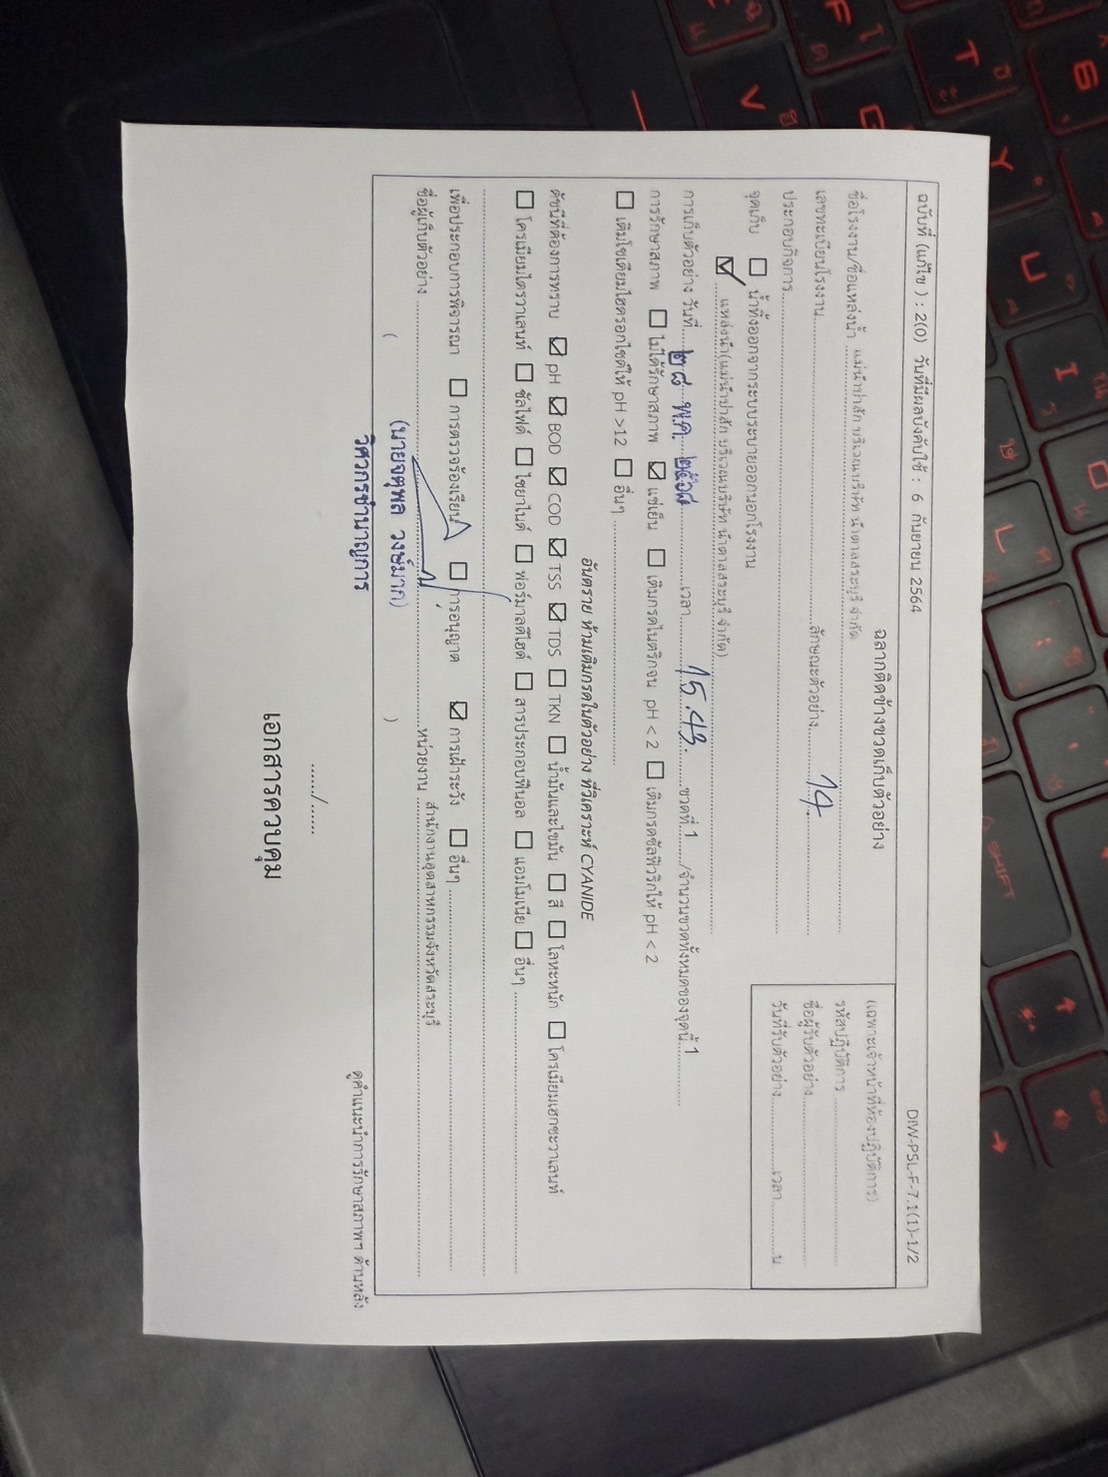 ฉบับที่ (แก้ไข ) : 2(0) วันที่มีผลบังคับใช้ : 6 กันยายน 2564 DIW-PSL-F-7.1(1)-1/2
ฉลากติดข้างขวดเก็บตัวอย่าง
(เฉพาะเจ้าหน้าที่ห้องปฏิบัติการ)
รหัสปฏิบัติการ
ชื่อผู้รับตัวอย่าง
วันที่รับตัวอย่าง เวลา น
ชื่อโรงงาน/ชื่อแหล่งน้ำ แม่น้ำป่าสัก บริเวณบริษัท น้ำตาลสระบุรี จำกัด
เลขทะเบียนโรงงาน ลักษณะตัวอย่าง 14
ประกอบกิจการ
จุดเก็บ ☐ น้ำทิ้งออกจากระบบระบายออกนอกโรงงาน
☑ แหล่งน้ำ(แม่น้ำป่าสัก บริเวณบริษัท น้ำตาลสระบุรี จำกัด)
การเก็บตัวอย่าง วันที่ ๒๘ พ.ค. ๒๕๖๘ เวลา 15.43 ขวดที่ 1 /จำนวนขวดทั้งหมดของจุดนี้ 1
การรักษาสภาพ ☐ ไม่ได้รักษาสภาพ ☑ แช่เย็น ☐ เติมกรดไนตริกจน pH < 2 ☐ เติมกรดซัลฟิวริกให้ pH < 2
☐ เติมโซเดียมไฮดรอกไซด์ให้ pH >12 ☐ อื่นๆ
อันตราย ห้ามเติมกรดในตัวอย่าง ที่วิเคราะห์ CYANIDE
ดัชนีที่ต้องการทราบ ☑ pH ☑ BOD ☑ COD ☑ TSS ☑ TDS ☐ TKN ☐ น้ำมันและไขมัน ☐ สี ☐ โลหะหนัก ☐ โครเมียมเฮกซะวาเลนท์
☐ โครเมียมไตรวาเลนท์ ☐ ซัลไฟด์ ☐ ไซยาไนด์ ☐ ฟอร์มาลดีไฮด์ ☐ สารประกอบฟีนอล ☐ แอมโมเนีย ☐ อื่นๆ
เพื่อประกอบการพิจารณา ☐ การตรวจร้องเรียน ☐ การอนุญาต ☑ การเฝ้าระวัง ☐ อื่นๆ
ชื่อผู้เก็บตัวอย่าง หน่วยงาน สำนักงานอุตสาหกรรมจังหวัดสระบุรี
( )
(นายจตุพล วงษ์มาก)
วิศวกรชำนาญการ
ดูคำแนะนำการรักษาสภาพฯ ด้านหลัง
....../......
เอกสารควบคุม